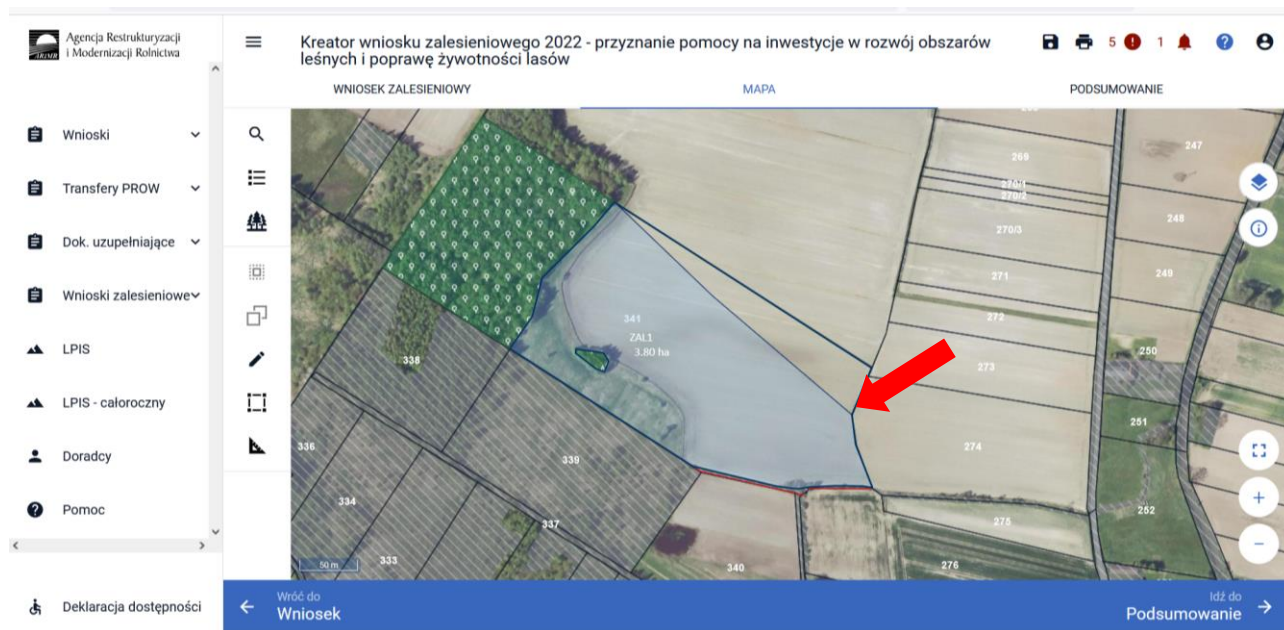 ARiMR
Agencja Restrukturyzacji
i Modernizacji Rolnictwa
Wnioski
Transfery PROW
Dok. uzupełniające
Wnioski zalesieniowe
LPIS
LPIS - całoroczny
Doradcy
Pomoc
Deklaracja dostępności
Kreator wniosku zalesieniowego 2022 - przyznanie pomocy na inwestycje w rozwój obszarów
leśnych i poprawę żywotności lasów
5 1
WNIOSEK ZALESIENIOWY MAPA PODSUMOWANIE
247
269
270/1
270/2
248
270/3
249
271
341
272
ZAL1
3.80 ha
250
338
273
251
336
274
339
334
252
337
275
333
340
276
50 m
Wróć do
Wniosek
Idź do
Podsumowanie